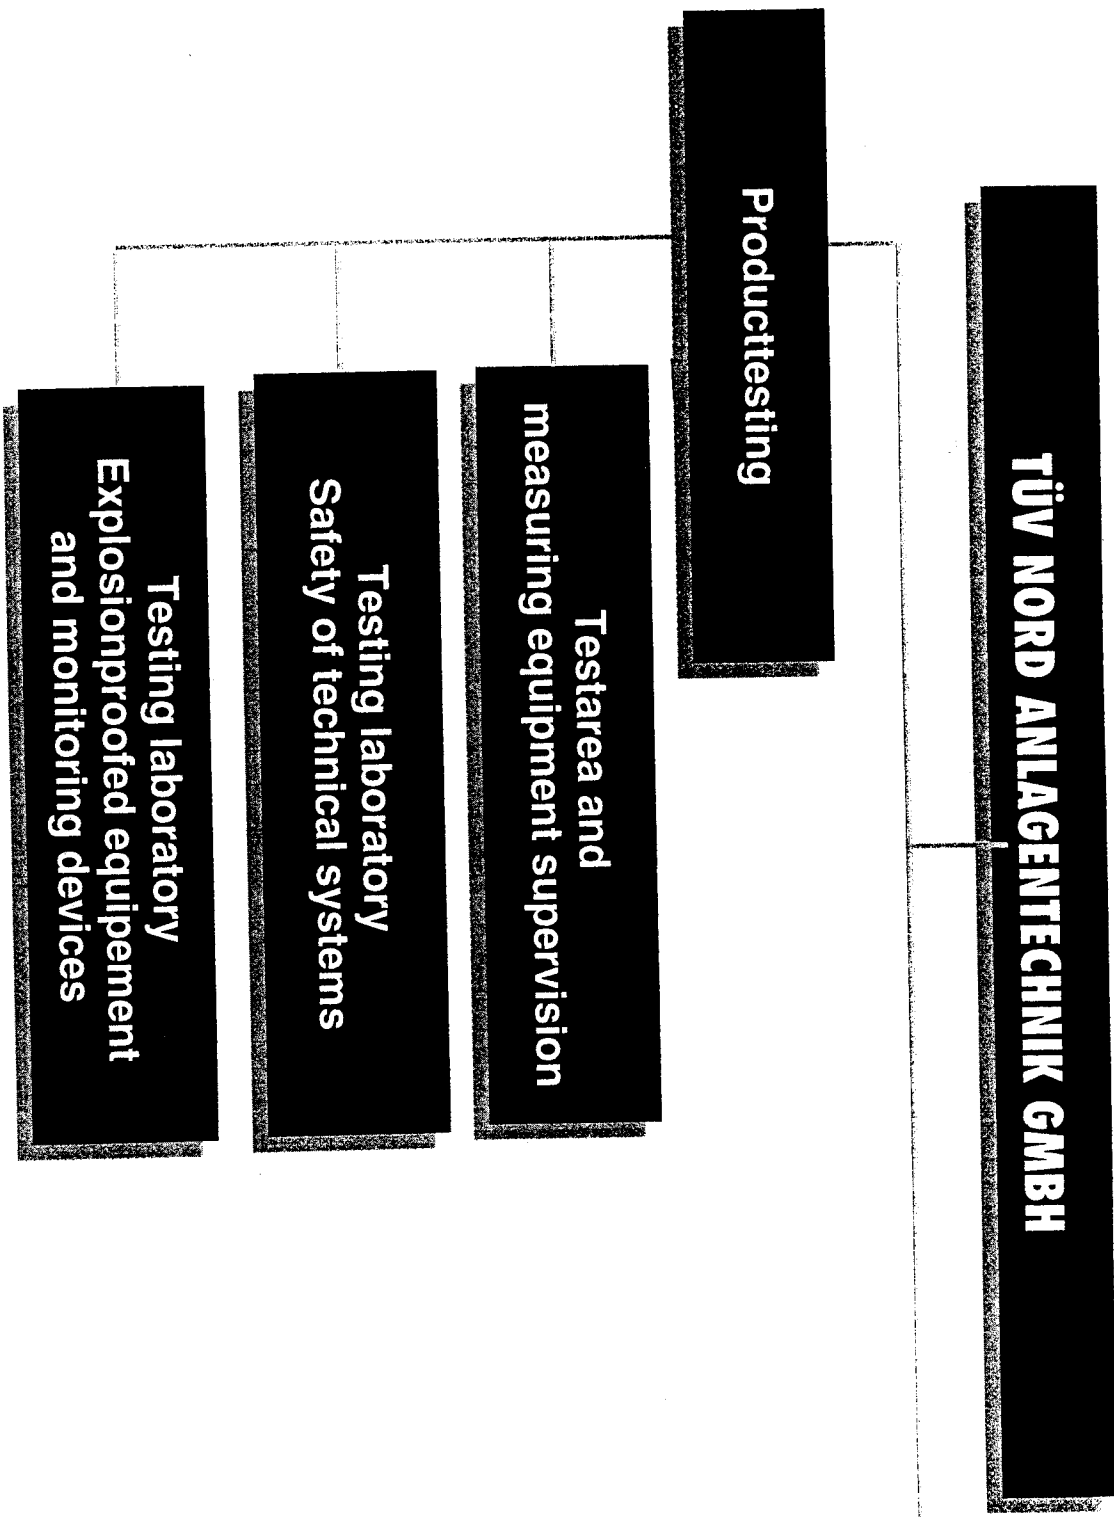 TÜV NORD ANLAGENTECHNIK GMBH
Producttesting
Testarea and
measuring equipment supervision
Testing laboratory
Safety of technical systems
Testing laboratory
Explosionproofed equipement
and monitoring devices